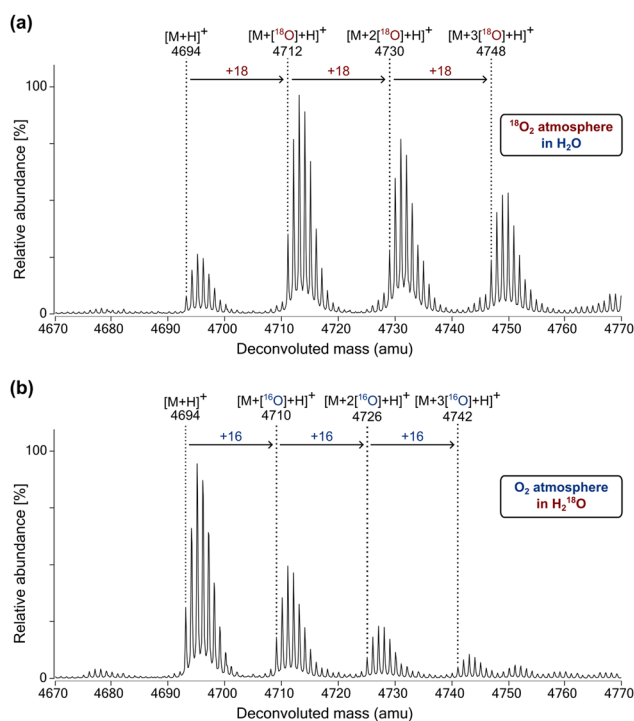 (a)
[M+H]⁺ [M+[¹⁸O]+H]⁺ [M+2[¹⁸O]+H]⁺ [M+3[¹⁸O]+H]⁺
4694 4712 4730 4748
+18 +18 +18
100
¹⁸O₂ atmosphere
in H₂O
Relative abundance [%]
0
4670 4680 4690 4700 4710 4720 4730 4740 4750 4760 4770
Deconvoluted mass (amu)
(b)
[M+H]⁺ [M+[¹⁶O]+H]⁺ [M+2[¹⁶O]+H]⁺ [M+3[¹⁶O]+H]⁺
4694 4710 4726 4742
+16 +16 +16
100
O₂ atmosphere
in H₂¹⁸O
Relative abundance [%]
0
4670 4680 4690 4700 4710 4720 4730 4740 4750 4760 4770
Deconvoluted mass (amu)